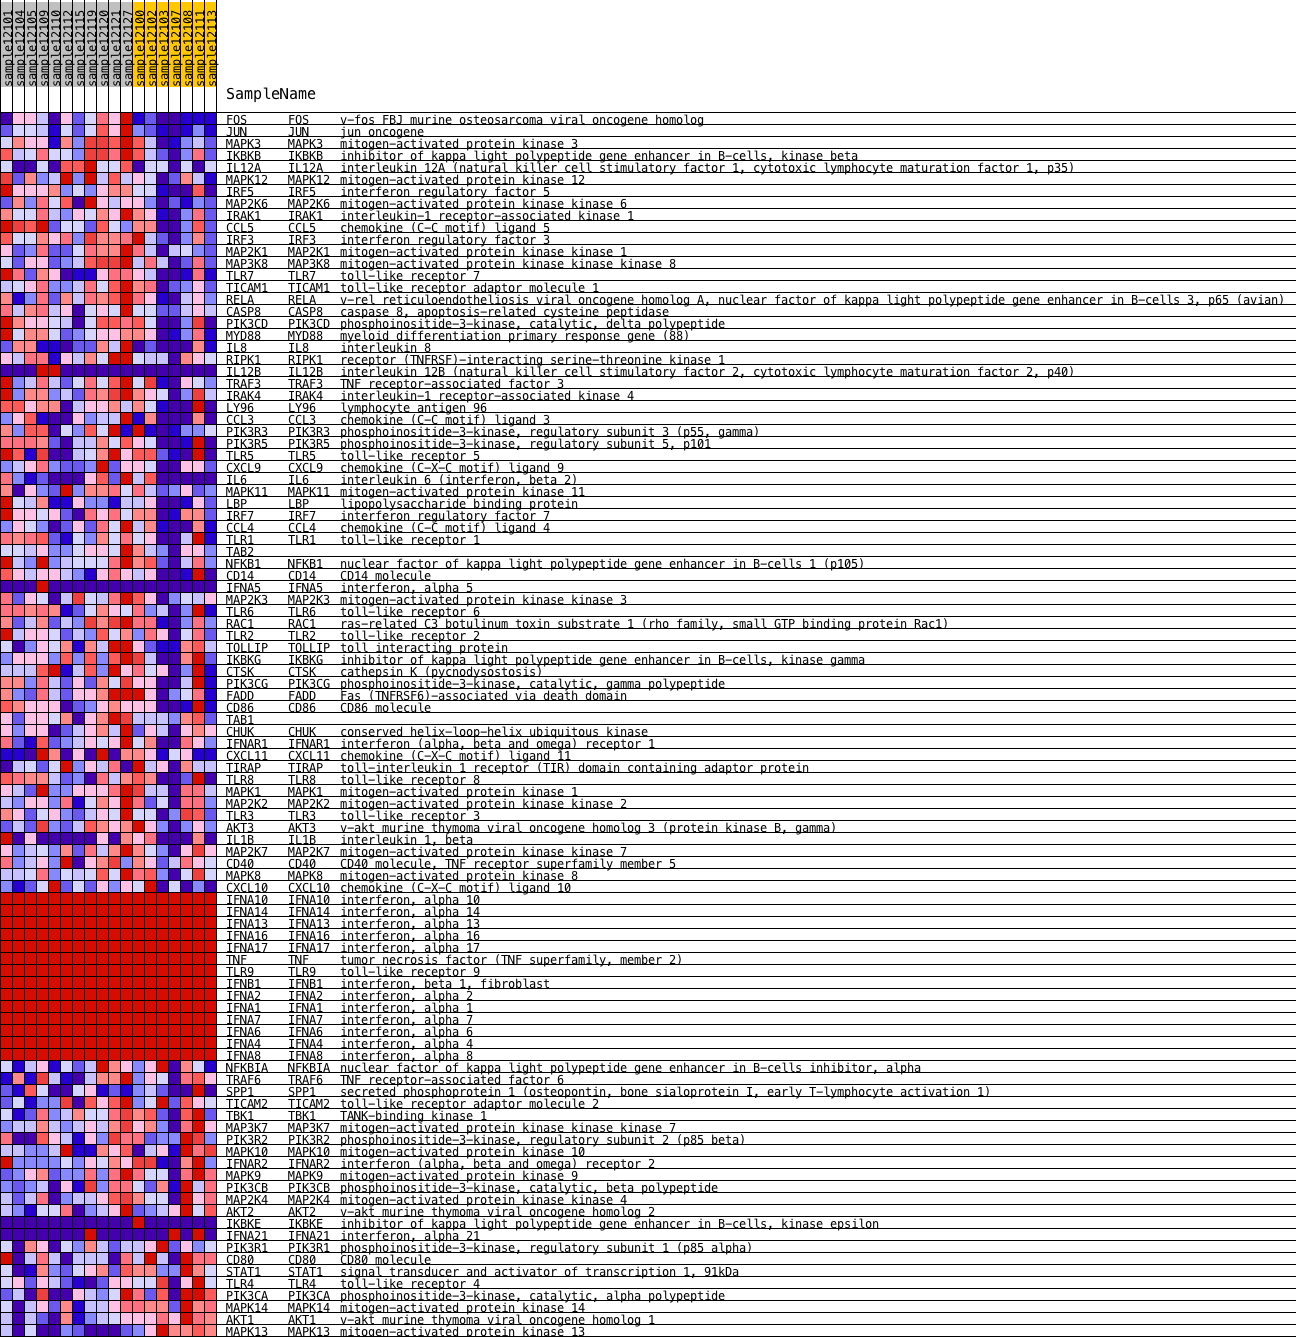 sample12101
sample12104
sample12105
sample12109
sample12110
sample12112
sample12115
sample12119
sample12120
sample12121
sample12127
sample12100
sample12102
sample12103
sample12107
sample12108
sample12111
sample12113
SampleName
FOS FOS v-fos FBJ murine osteosarcoma viral oncogene homolog
JUN JUN jun oncogene
MAPK3 MAPK3 mitogen-activated protein kinase 3
IKBKB IKBKB inhibitor of kappa light polypeptide gene enhancer in B-cells, kinase beta
IL12A IL12A interleukin 12A (natural killer cell stimulatory factor 1, cytotoxic lymphocyte maturation factor 1, p35)
MAPK12 MAPK12 mitogen-activated protein kinase 12
IRF5 IRF5 interferon regulatory factor 5
MAP2K6 MAP2K6 mitogen-activated protein kinase kinase 6
IRAK1 IRAK1 interleukin-1 receptor-associated kinase 1
CCL5 CCL5 chemokine (C-C motif) ligand 5
IRF3 IRF3 interferon regulatory factor 3
MAP2K1 MAP2K1 mitogen-activated protein kinase kinase 1
MAP3K8 MAP3K8 mitogen-activated protein kinase kinase kinase 8
TLR7 TLR7 toll-like receptor 7
TICAM1 TICAM1 toll-like receptor adaptor molecule 1
RELA RELA v-rel reticuloendotheliosis viral oncogene homolog A, nuclear factor of kappa light polypeptide gene enhancer in B-cells 3, p65 (avian)
CASP8 CASP8 caspase 8, apoptosis-related cysteine peptidase
PIK3CD PIK3CD phosphoinositide-3-kinase, catalytic, delta polypeptide
MYD88 MYD88 myeloid differentiation primary response gene (88)
IL8 IL8 interleukin 8
RIPK1 RIPK1 receptor (TNFRSF)-interacting serine-threonine kinase 1
IL12B IL12B interleukin 12B (natural killer cell stimulatory factor 2, cytotoxic lymphocyte maturation factor 2, p40)
TRAF3 TRAF3 TNF receptor-associated factor 3
IRAK4 IRAK4 interleukin-1 receptor-associated kinase 4
LY96 LY96 lymphocyte antigen 96
CCL3 CCL3 chemokine (C-C motif) ligand 3
PIK3R3 PIK3R3 phosphoinositide-3-kinase, regulatory subunit 3 (p55, gamma)
PIK3R5 PIK3R5 phosphoinositide-3-kinase, regulatory subunit 5, p101
TLR5 TLR5 toll-like receptor 5
CXCL9 CXCL9 chemokine (C-X-C motif) ligand 9
IL6 IL6 interleukin 6 (interferon, beta 2)
MAPK11 MAPK11 mitogen-activated protein kinase 11
LBP LBP lipopolysaccharide binding protein
IRF7 IRF7 interferon regulatory factor 7
CCL4 CCL4 chemokine (C-C motif) ligand 4
TLR1 TLR1 toll-like receptor 1
TAB2
NFKB1 NFKB1 nuclear factor of kappa light polypeptide gene enhancer in B-cells 1 (p105)
CD14 CD14 CD14 molecule
IFNA5 IFNA5 interferon, alpha 5
MAP2K3 MAP2K3 mitogen-activated protein kinase kinase 3
TLR6 TLR6 toll-like receptor 6
RAC1 RAC1 ras-related C3 botulinum toxin substrate 1 (rho family, small GTP binding protein Rac1)
TLR2 TLR2 toll-like receptor 2
TOLLIP TOLLIP toll interacting protein
IKBKG IKBKG inhibitor of kappa light polypeptide gene enhancer in B-cells, kinase gamma
CTSK CTSK cathepsin K (pycnodysostosis)
PIK3CG PIK3CG phosphoinositide-3-kinase, catalytic, gamma polypeptide
FADD FADD Fas (TNFRSF6)-associated via death domain
CD86 CD86 CD86 molecule
TAB1
CHUK CHUK conserved helix-loop-helix ubiquitous kinase
IFNAR1 IFNAR1 interferon (alpha, beta and omega) receptor 1
CXCL11 CXCL11 chemokine (C-X-C motif) ligand 11
TIRAP TIRAP toll-interleukin 1 receptor (TIR) domain containing adaptor protein
TLR8 TLR8 toll-like receptor 8
MAPK1 MAPK1 mitogen-activated protein kinase 1
MAP2K2 MAP2K2 mitogen-activated protein kinase kinase 2
TLR3 TLR3 toll-like receptor 3
AKT3 AKT3 v-akt murine thymoma viral oncogene homolog 3 (protein kinase B, gamma)
IL1B IL1B interleukin 1, beta
MAP2K7 MAP2K7 mitogen-activated protein kinase kinase 7
CD40 CD40 CD40 molecule, TNF receptor superfamily member 5
MAPK8 MAPK8 mitogen-activated protein kinase 8
CXCL10 CXCL10 chemokine (C-X-C motif) ligand 10
IFNA10 IFNA10 interferon, alpha 10
IFNA14 IFNA14 interferon, alpha 14
IFNA13 IFNA13 interferon, alpha 13
IFNA16 IFNA16 interferon, alpha 16
IFNA17 IFNA17 interferon, alpha 17
TNF TNF tumor necrosis factor (TNF superfamily, member 2)
TLR9 TLR9 toll-like receptor 9
IFNB1 IFNB1 interferon, beta 1, fibroblast
IFNA2 IFNA2 interferon, alpha 2
IFNA1 IFNA1 interferon, alpha 1
IFNA7 IFNA7 interferon, alpha 7
IFNA6 IFNA6 interferon, alpha 6
IFNA4 IFNA4 interferon, alpha 4
IFNA8 IFNA8 interferon, alpha 8
NFKBIA NFKBIA nuclear factor of kappa light polypeptide gene enhancer in B-cells inhibitor, alpha
TRAF6 TRAF6 TNF receptor-associated factor 6
SPP1 SPP1 secreted phosphoprotein 1 (osteopontin, bone sialoprotein I, early T-lymphocyte activation 1)
TICAM2 TICAM2 toll-like receptor adaptor molecule 2
TBK1 TBK1 TANK-binding kinase 1
MAP3K7 MAP3K7 mitogen-activated protein kinase kinase kinase 7
PIK3R2 PIK3R2 phosphoinositide-3-kinase, regulatory subunit 2 (p85 beta)
MAPK10 MAPK10 mitogen-activated protein kinase 10
IFNAR2 IFNAR2 interferon (alpha, beta and omega) receptor 2
MAPK9 MAPK9 mitogen-activated protein kinase 9
PIK3CB PIK3CB phosphoinositide-3-kinase, catalytic, beta polypeptide
MAP2K4 MAP2K4 mitogen-activated protein kinase kinase 4
AKT2 AKT2 v-akt murine thymoma viral oncogene homolog 2
IKBKE IKBKE inhibitor of kappa light polypeptide gene enhancer in B-cells, kinase epsilon
IFNA21 IFNA21 interferon, alpha 21
PIK3R1 PIK3R1 phosphoinositide-3-kinase, regulatory subunit 1 (p85 alpha)
CD80 CD80 CD80 molecule
STAT1 STAT1 signal transducer and activator of transcription 1, 91kDa
TLR4 TLR4 toll-like receptor 4
PIK3CA PIK3CA phosphoinositide-3-kinase, catalytic, alpha polypeptide
MAPK14 MAPK14 mitogen-activated protein kinase 14
AKT1 AKT1 v-akt murine thymoma viral oncogene homolog 1
MAPK13 MAPK13 mitogen-activated protein kinase 13